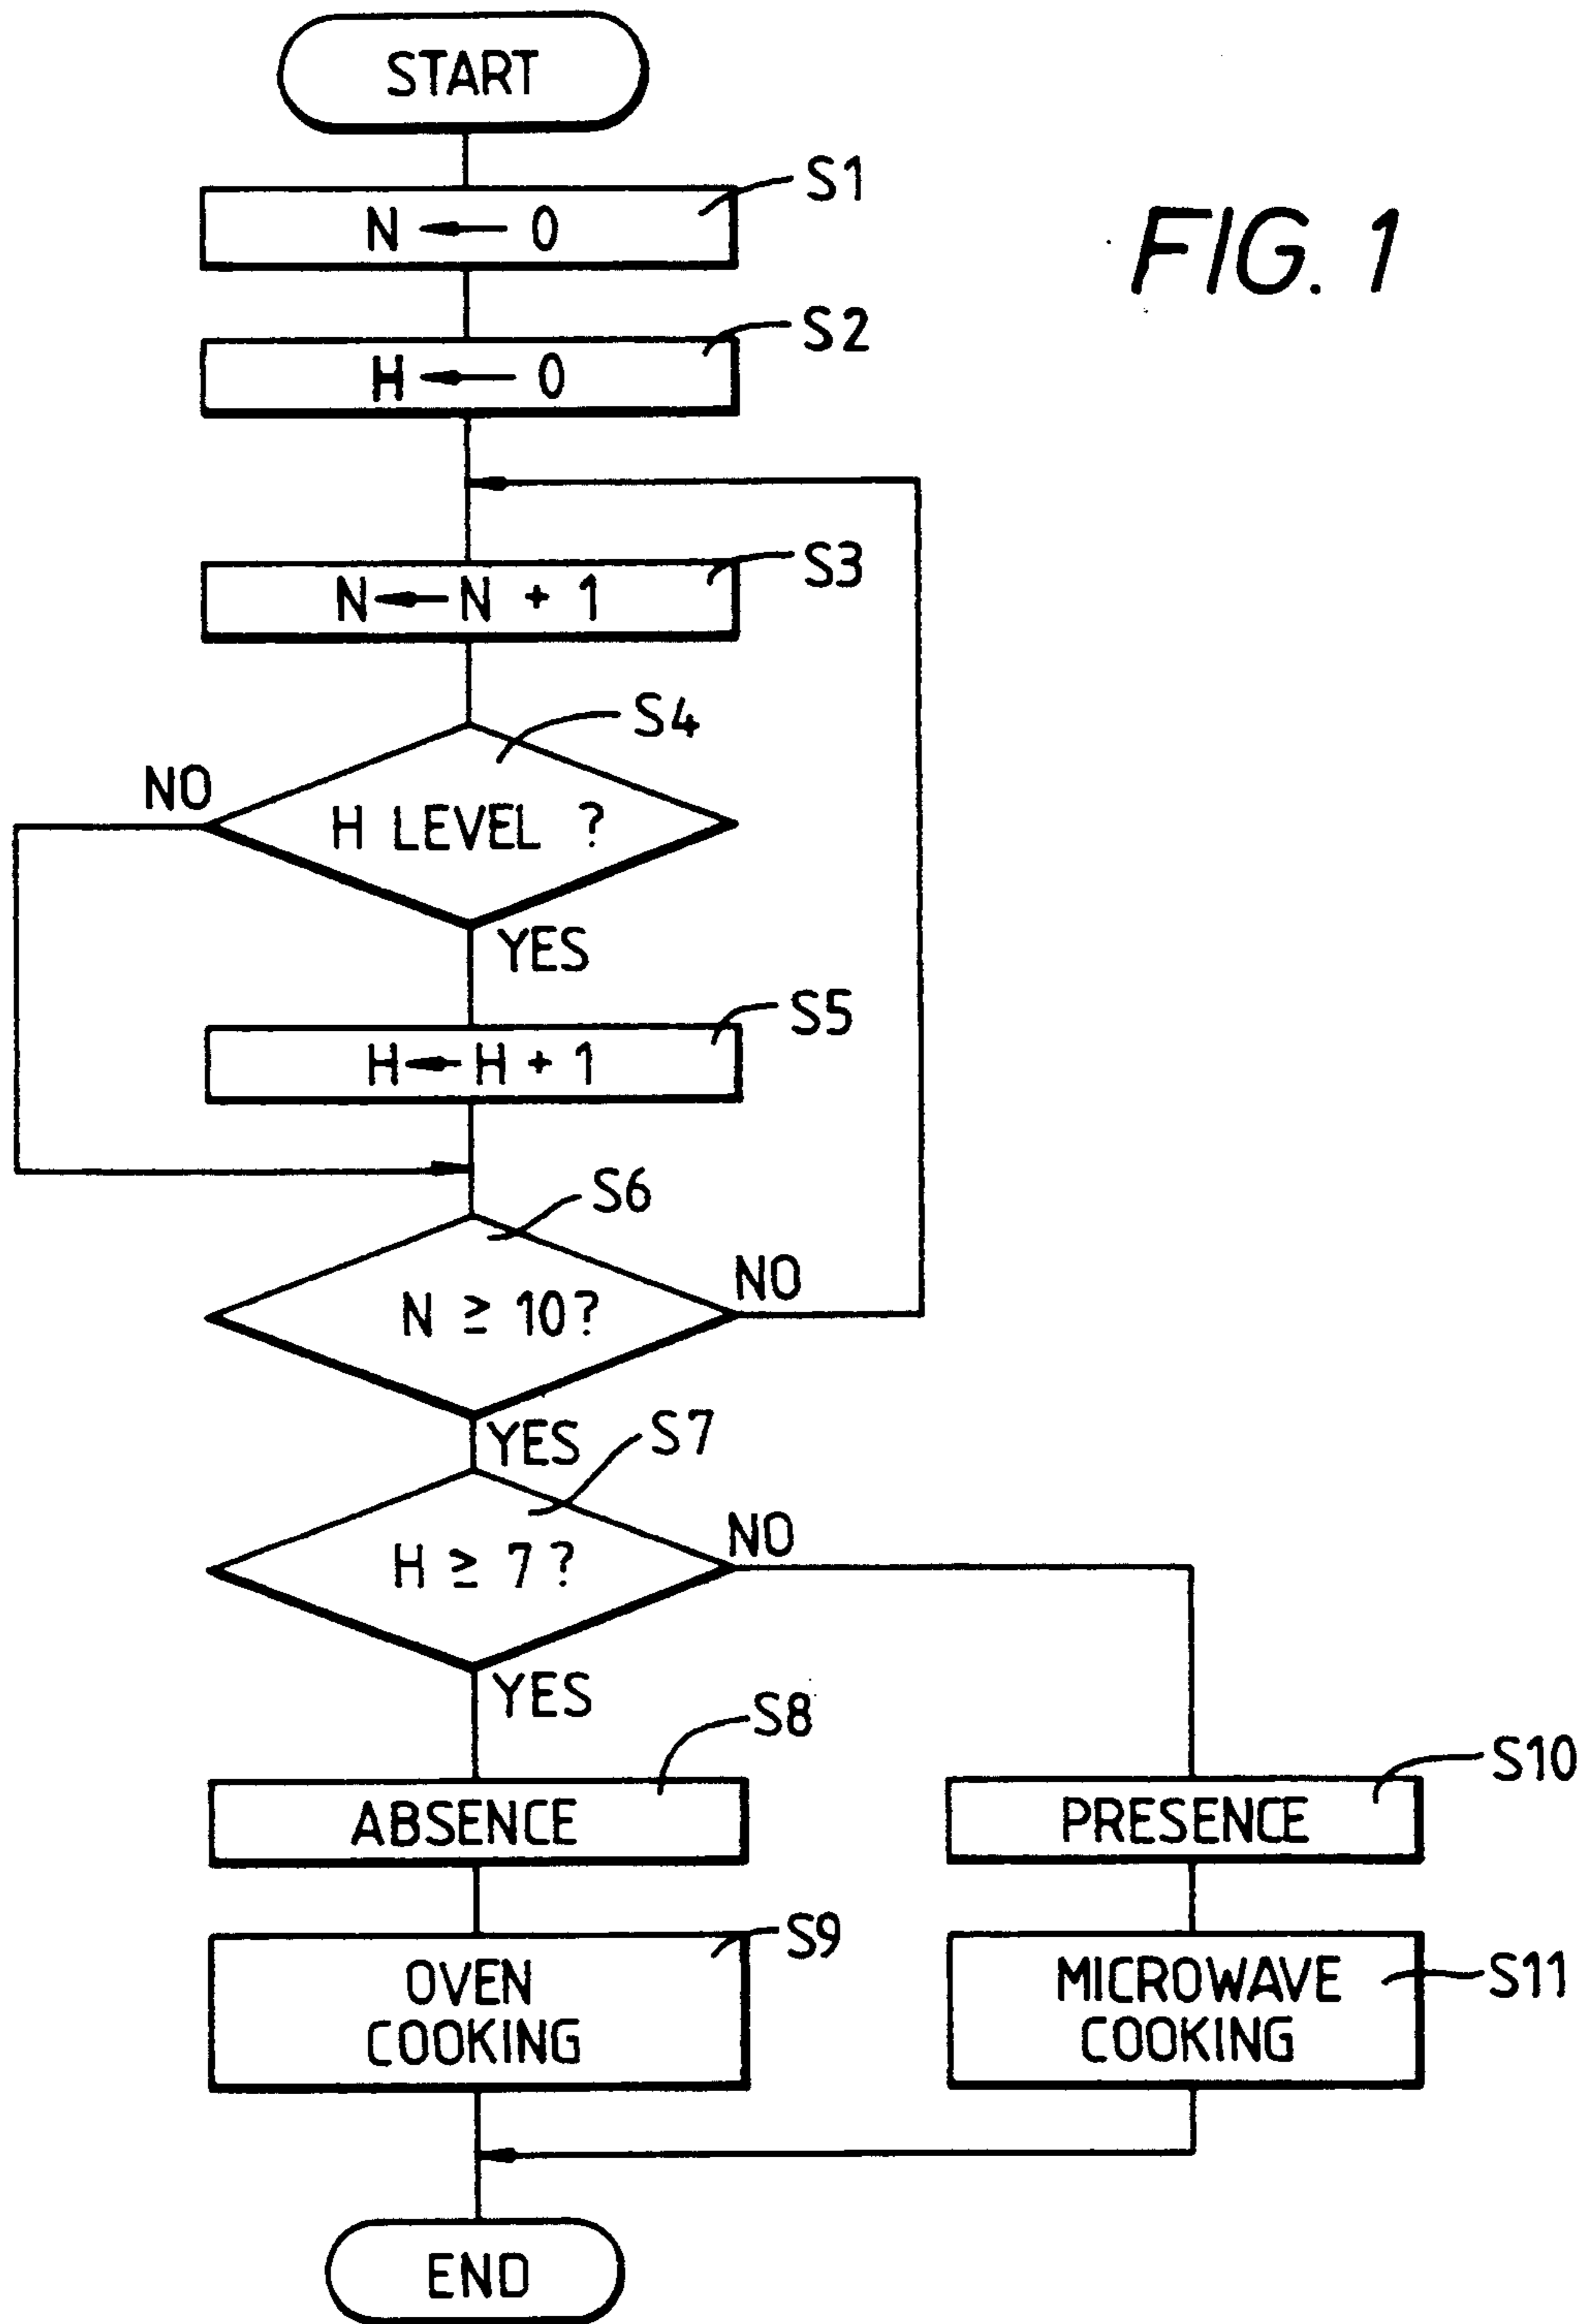 START
S1
N ← 0
FIG. 1
S2
H ← 0
S3
N ← N + 1
S4
NO
H LEVEL ?
YES
S5
H ← H + 1
S6
NO
N ≥ 10?
YES
S7
NO
H ≥ 7?
YES
S8
S10
ABSENCE
PRESENCE
S9
OVEN
COOKING
MICROWAVE
COOKING
S11
END